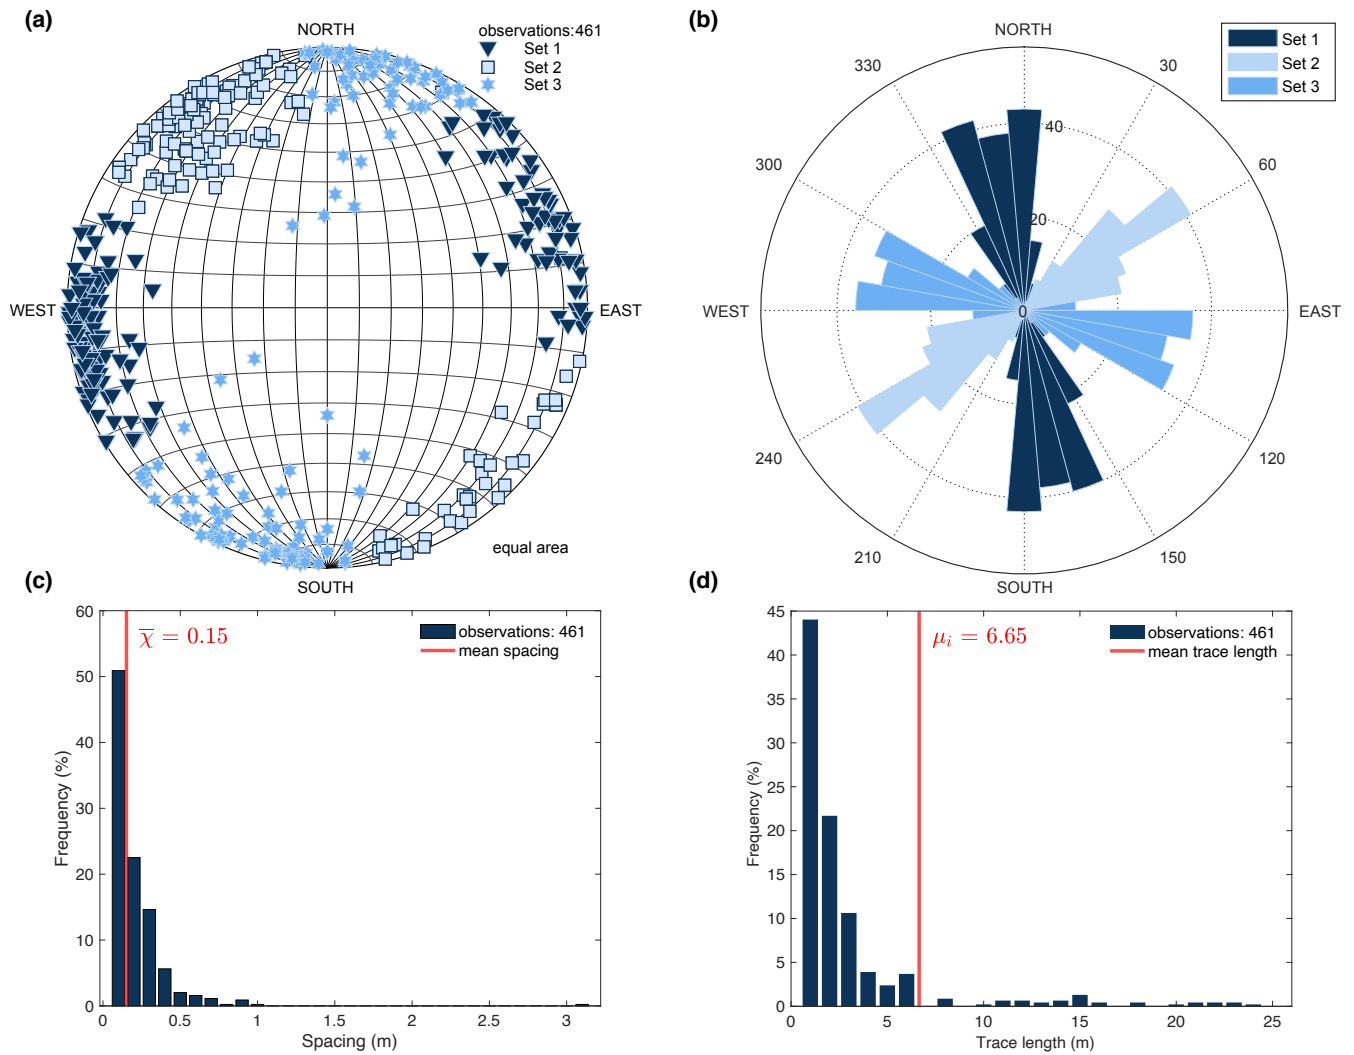 (a)
NORTH
observations:461
Set 1
Set 2
Set 3
WEST
EAST
equal area
SOUTH
(b)
NORTH
Set 1
Set 2
Set 3
330
30
300
60
40
20
0
WEST
EAST
240
120
210
150
SOUTH
(c)
60
50
40
30
20
10
0
χ̅ = 0.15
observations: 461
mean spacing
Frequency (%)
0
0.5
1
1.5
2
2.5
3
Spacing (m)
(d)
45
40
35
30
25
20
15
10
5
0
μᵢ = 6.65
observations: 461
mean trace length
Frequency (%)
0
5
10
15
20
25
Trace length (m)